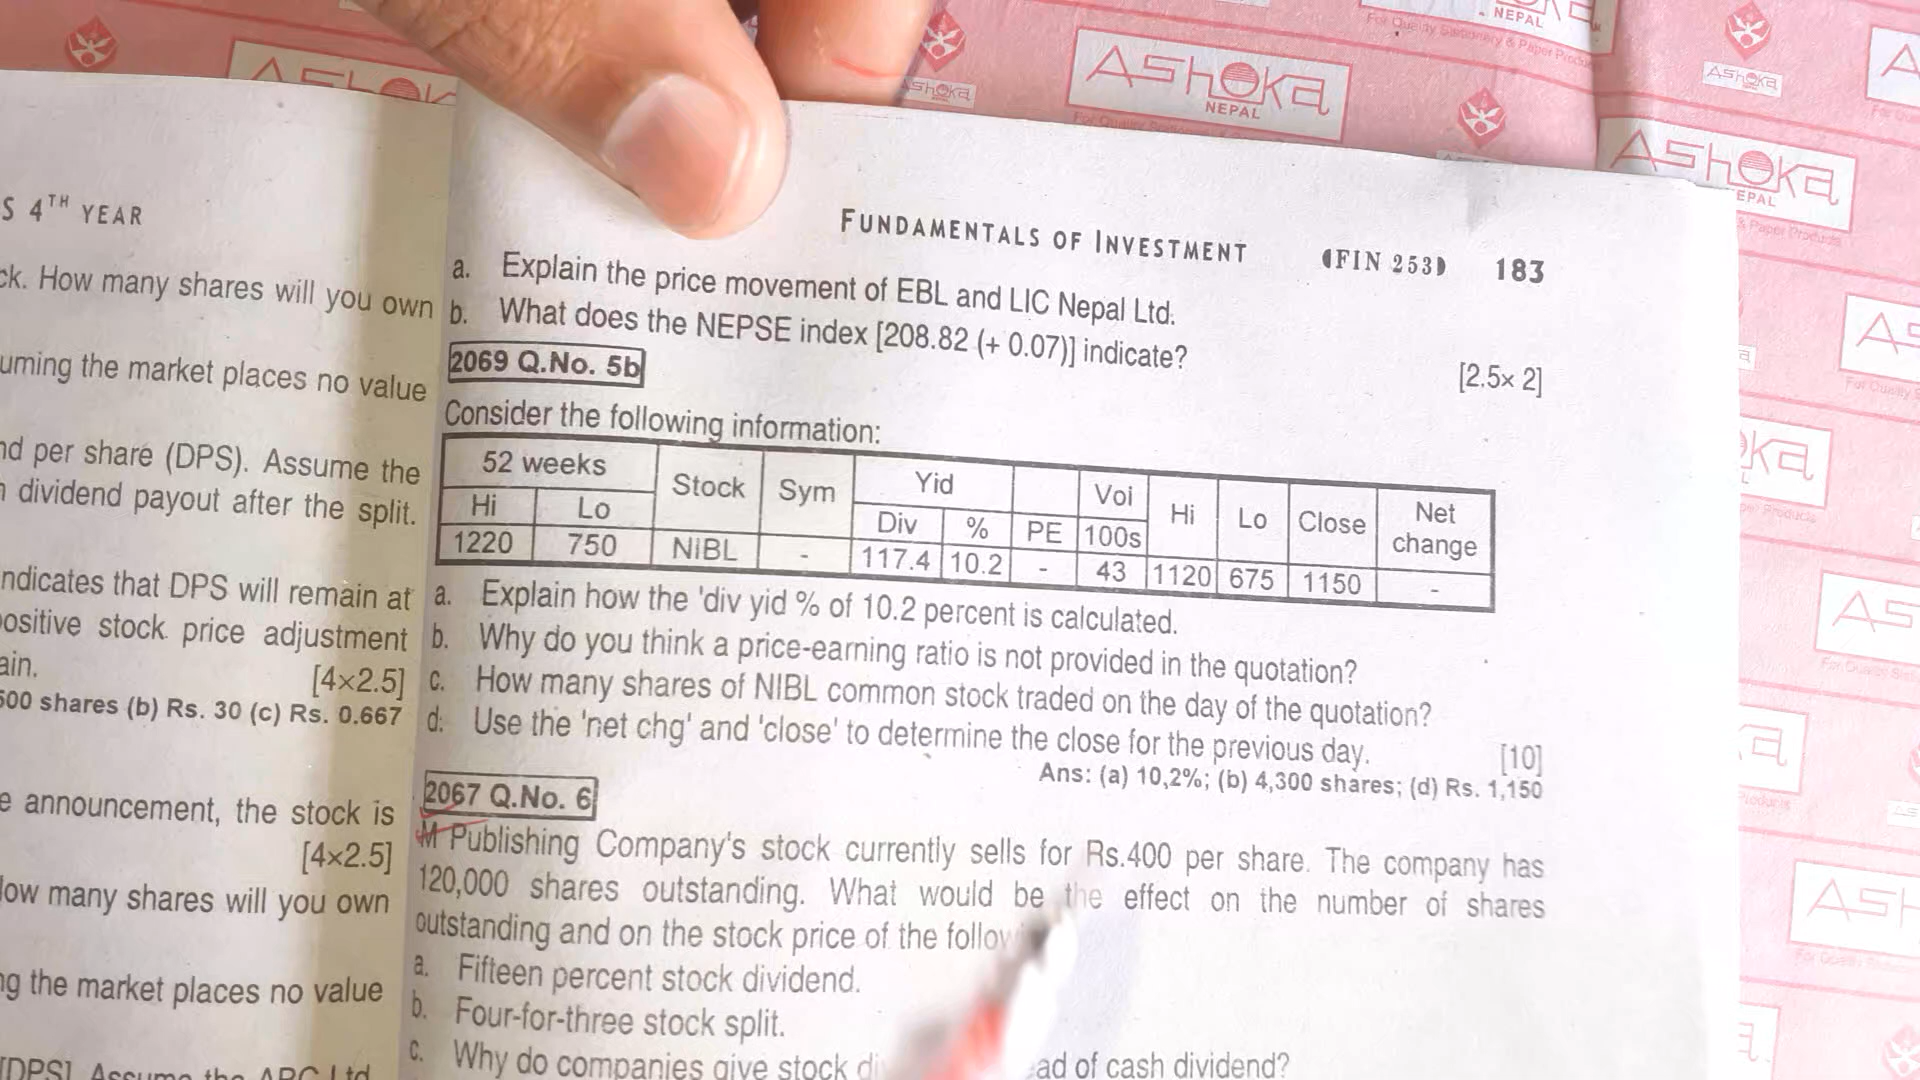 S 4TH YEAR
ck. How many shares will you own
uming the market places no value
nd per share (DPS). Assume the
n dividend payout after the split.
ndicates that DPS will remain at
ositive stock price adjustment
ain. [4×2.5]
500 shares (b) Rs. 30 (c) Rs. 0.667
e announcement, the stock is
[4×2.5]
low many shares will you own
ng the market places no value
[DPS]. Assume the ABC Ltd
FUNDAMENTALS OF INVESTMENT (FIN 253) 183
a. Explain the price movement of EBL and LIC Nepal Ltd.
b. What does the NEPSE index [208.82 (+ 0.07)] indicate?
[2.5× 2]
2069 Q.No. 5b
Consider the following information:
52 weeks Stock Sym Yid Voi Hi Lo Close Net change
Hi Lo Div % PE 100s
1220 750 NIBL - 117.4 10.2 - 43 1120 675 1150 -
a. Explain how the 'div yid % of 10.2 percent is calculated.
b. Why do you think a price-earning ratio is not provided in the quotation?
c. How many shares of NIBL common stock traded on the day of the quotation?
d. Use the 'net chg' and 'close' to determine the close for the previous day. [10]
Ans: (a) 10,2%; (b) 4,300 shares; (d) Rs. 1,150
2067 Q.No. 6
M Publishing Company's stock currently sells for Rs.400 per share. The company has
120,000 shares outstanding. What would be the effect on the number of shares
outstanding and on the stock price of the follow
a. Fifteen percent stock dividend.
b. Four-for-three stock split.
c. Why do companies give stock di ad of cash dividend?
ASHOKA
NEPAL
For Quality Stationery & Paper Products